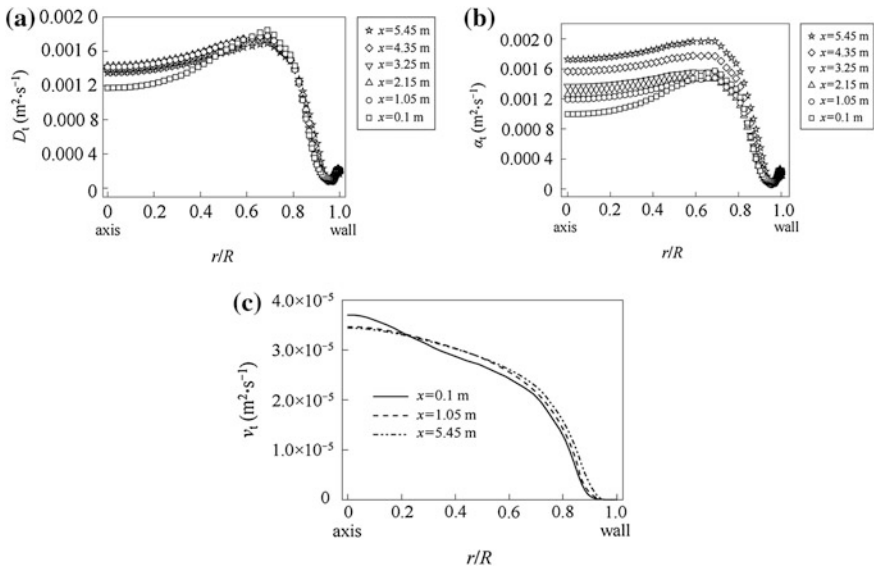 (a)
0.002 0
0.001 6
0.001 2
0.000 8
0.000 4
0
Dt (m²·s⁻¹)
0 0.2 0.4 0.6 0.8 1.0
axis wall
r/R
x=5.45 m
x=4.35 m
x=3.25 m
x=2.15 m
x=1.05 m
x=0.1 m
(b)
0.002 0
0.001 6
0.001 2
0.000 8
0.000 4
0
αt (m²·s⁻¹)
0 0.2 0.4 0.6 0.8 1.0
axis wall
r/R
x=5.45 m
x=4.35 m
x=3.25 m
x=2.15 m
x=1.05 m
x=0.1 m
(c)
4.0×10⁻⁵
3.0×10⁻⁵
2.0×10⁻⁵
1.0×10⁻⁵
0
νt (m²·s⁻¹)
x=0.1 m
x=1.05 m
x=5.45 m
0 0.2 0.4 0.6 0.8 1.0
axis wall
r/R